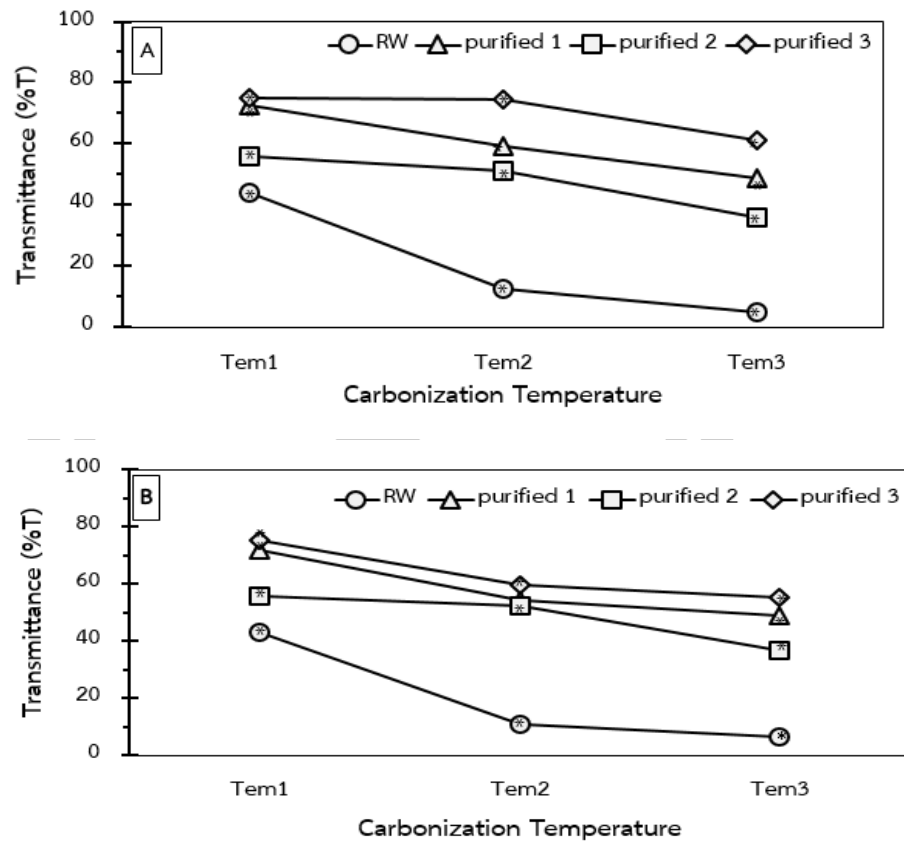 100
A
RW purified 1 purified 2 purified 3
80
60
40
20
0
Transmittance (%T)
Tem1 Tem2 Tem3
Carbonization Temperature
100
B
RW purified 1 purified 2 purified 3
80
60
40
20
0
Transmittance (%T)
Tem1 Tem2 Tem3
Carbonization Temperature